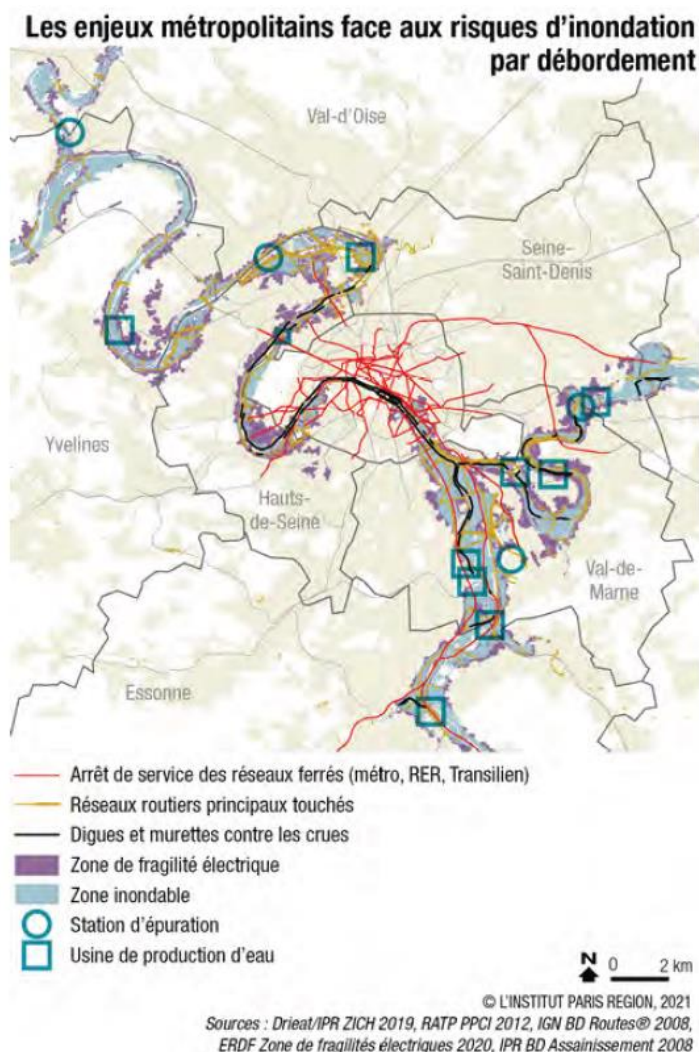 Les enjeux métropolitains face aux risques d'inondation
par débordement
Val-d'Oise
Seine-
Saint-Denis
Yvelines
Hauts-
de-Seine
Val-de-
Marne
Essonne
Arrêt de service des réseaux ferrés (métro, RER, Transilien)
Réseaux routiers principaux touchés
Digues et murettes contre les crues
Zone de fragilité électrique
Zone inondable
Station d'épuration
Usine de production d'eau
N 0 2 km
© L'INSTITUT PARIS REGION, 2021
Sources : Drieat/IPR ZICH 2019, RATP PPCI 2012, IGN BD Routes® 2008,
ERDF Zone de fragilités électriques 2020, IPR BD Assainissement 2008